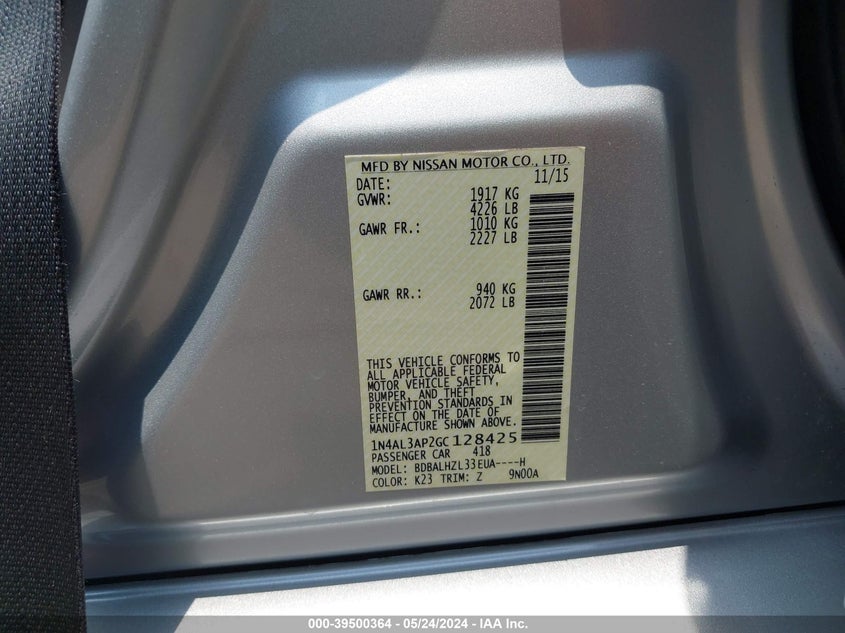 MFD BY NISSAN MOTOR CO., LTD.
DATE: 11/15
GVWR: 1917 KG
4226 LB
GAWR FR.: 1010 KG
2227 LB
GAWR RR.: 940 KG
2072 LB
THIS VEHICLE CONFORMS TO
ALL APPLICABLE FEDERAL
MOTOR VEHICLE SAFETY,
BUMPER, AND THEFT
PREVENTION STANDARDS IN
EFFECT ON THE DATE OF
MANUFACTURE SHOWN ABOVE.
1N4AL3AP2GC128425
PASSENGER CAR 418
MODEL: BDBALHZL33EUA----H
COLOR: K23 TRIM: Z 9N00A
000-39500364 - 05/24/2024 - IAA Inc.